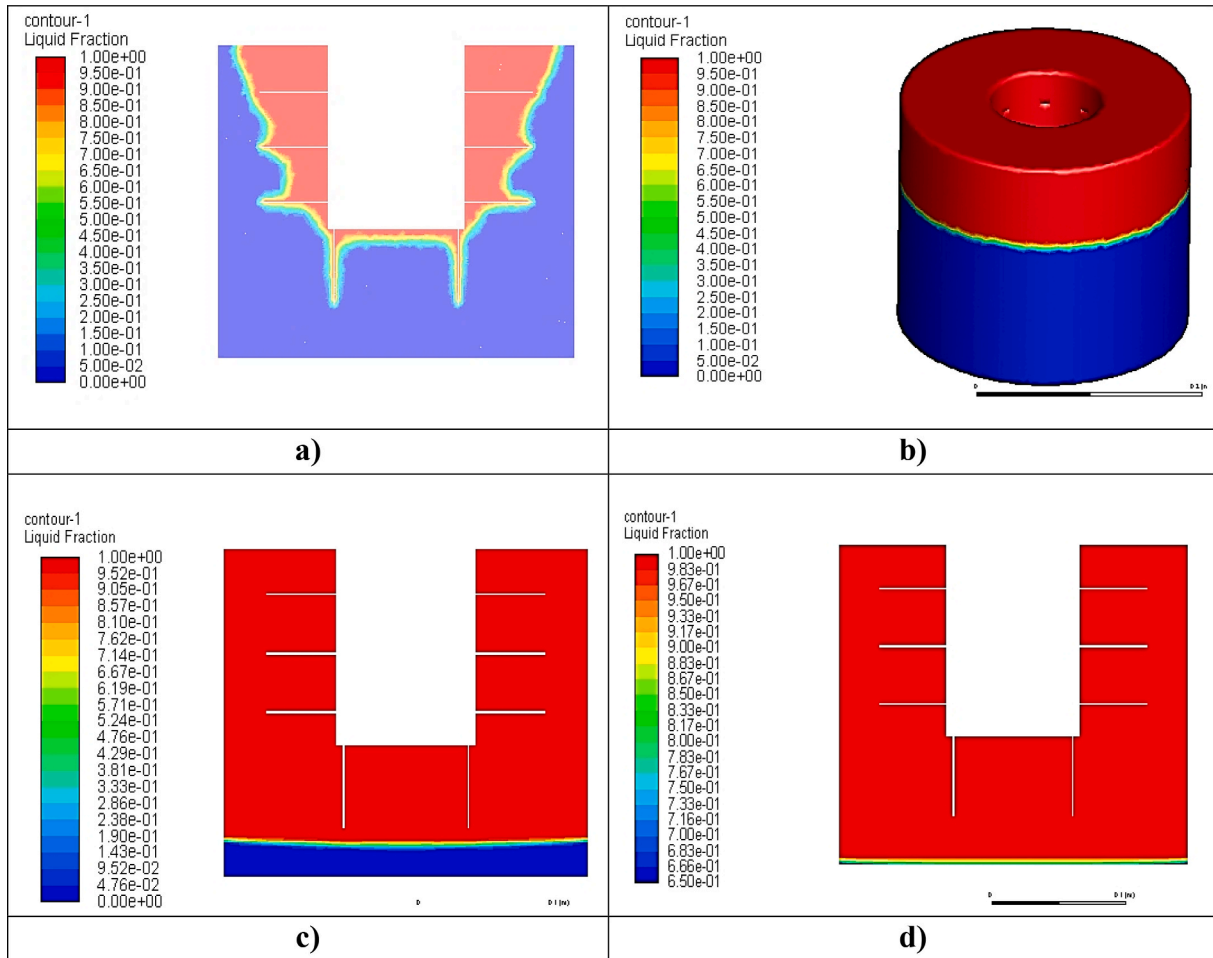 contour-1
Liquid Fraction
1.00e+00
9.50e-01
9.00e-01
8.50e-01
8.00e-01
7.50e-01
7.00e-01
6.50e-01
6.00e-01
5.50e-01
5.00e-01
4.50e-01
4.00e-01
3.50e-01
3.00e-01
2.50e-01
2.00e-01
1.50e-01
1.00e-01
5.00e-02
0.00e+00
a)
contour-1
Liquid Fraction
1.00e+00
9.50e-01
9.00e-01
8.50e-01
8.00e-01
7.50e-01
7.00e-01
6.50e-01
6.00e-01
5.50e-01
5.00e-01
4.50e-01
4.00e-01
3.50e-01
3.00e-01
2.50e-01
2.00e-01
1.50e-01
1.00e-01
5.00e-02
0.00e+00
b)
contour-1
Liquid Fraction
1.00e+00
9.52e-01
9.05e-01
8.57e-01
8.10e-01
7.62e-01
7.14e-01
6.67e-01
6.19e-01
5.71e-01
5.24e-01
4.76e-01
4.29e-01
3.81e-01
3.33e-01
2.86e-01
2.38e-01
1.90e-01
1.43e-01
9.52e-02
4.76e-02
0.00e+00
0
0.1 (m)
c)
contour-1
Liquid Fraction
1.00e+00
9.83e-01
9.67e-01
9.50e-01
9.33e-01
9.17e-01
9.00e-01
8.83e-01
8.67e-01
8.50e-01
8.33e-01
8.17e-01
8.00e-01
7.83e-01
7.67e-01
7.50e-01
7.33e-01
7.16e-01
7.00e-01
6.83e-01
6.66e-01
6.50e-01
0
0.1 (m)
d)